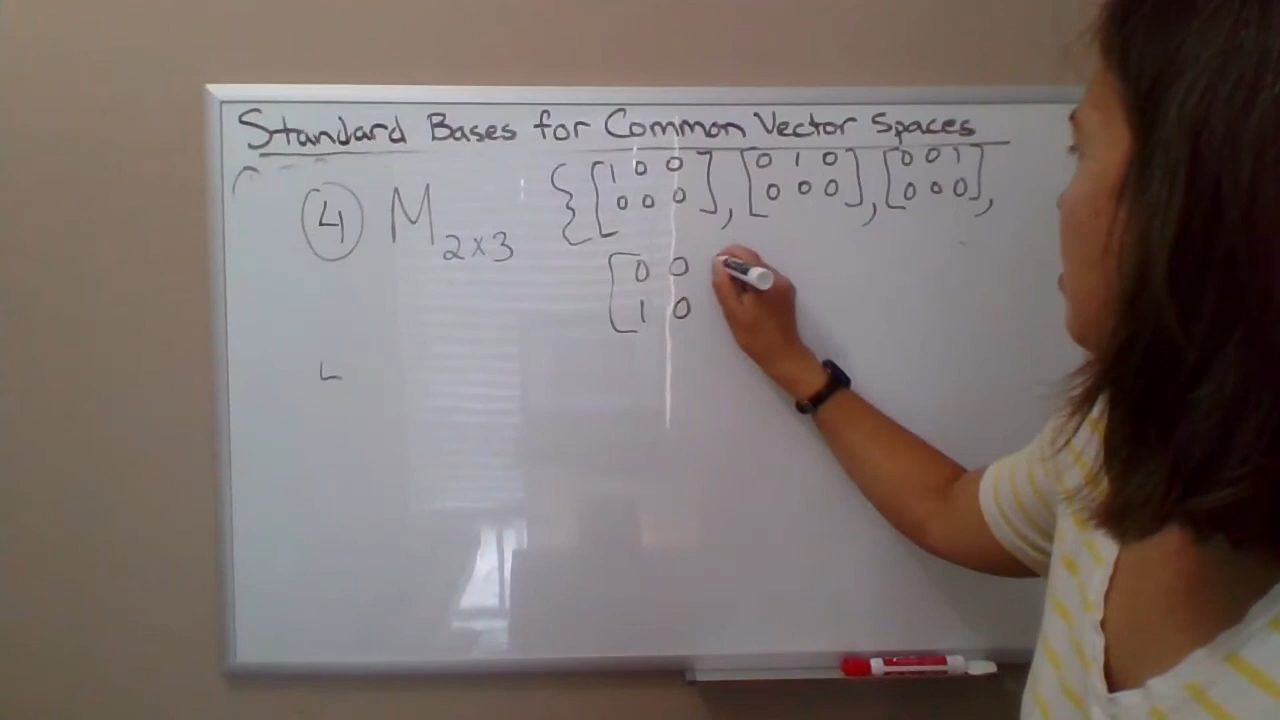 Standard Bases for Common Vector Spaces
④ M₂ₓ₃ {[1 0 0], [0 1 0], [0 0 1],
[0 0 0] [0 0 0] [0 0 0]
[0 0
1 0